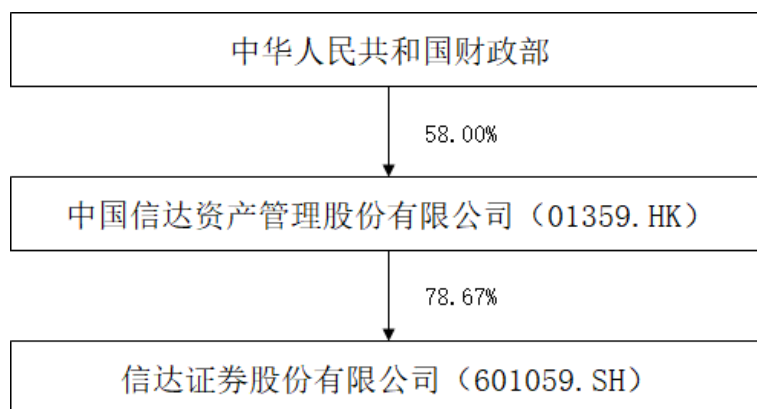 中华人民共和国财政部
58.00%
中国信达资产管理股份有限公司（01359.HK）
78.67%
信达证券股份有限公司（601059.SH）